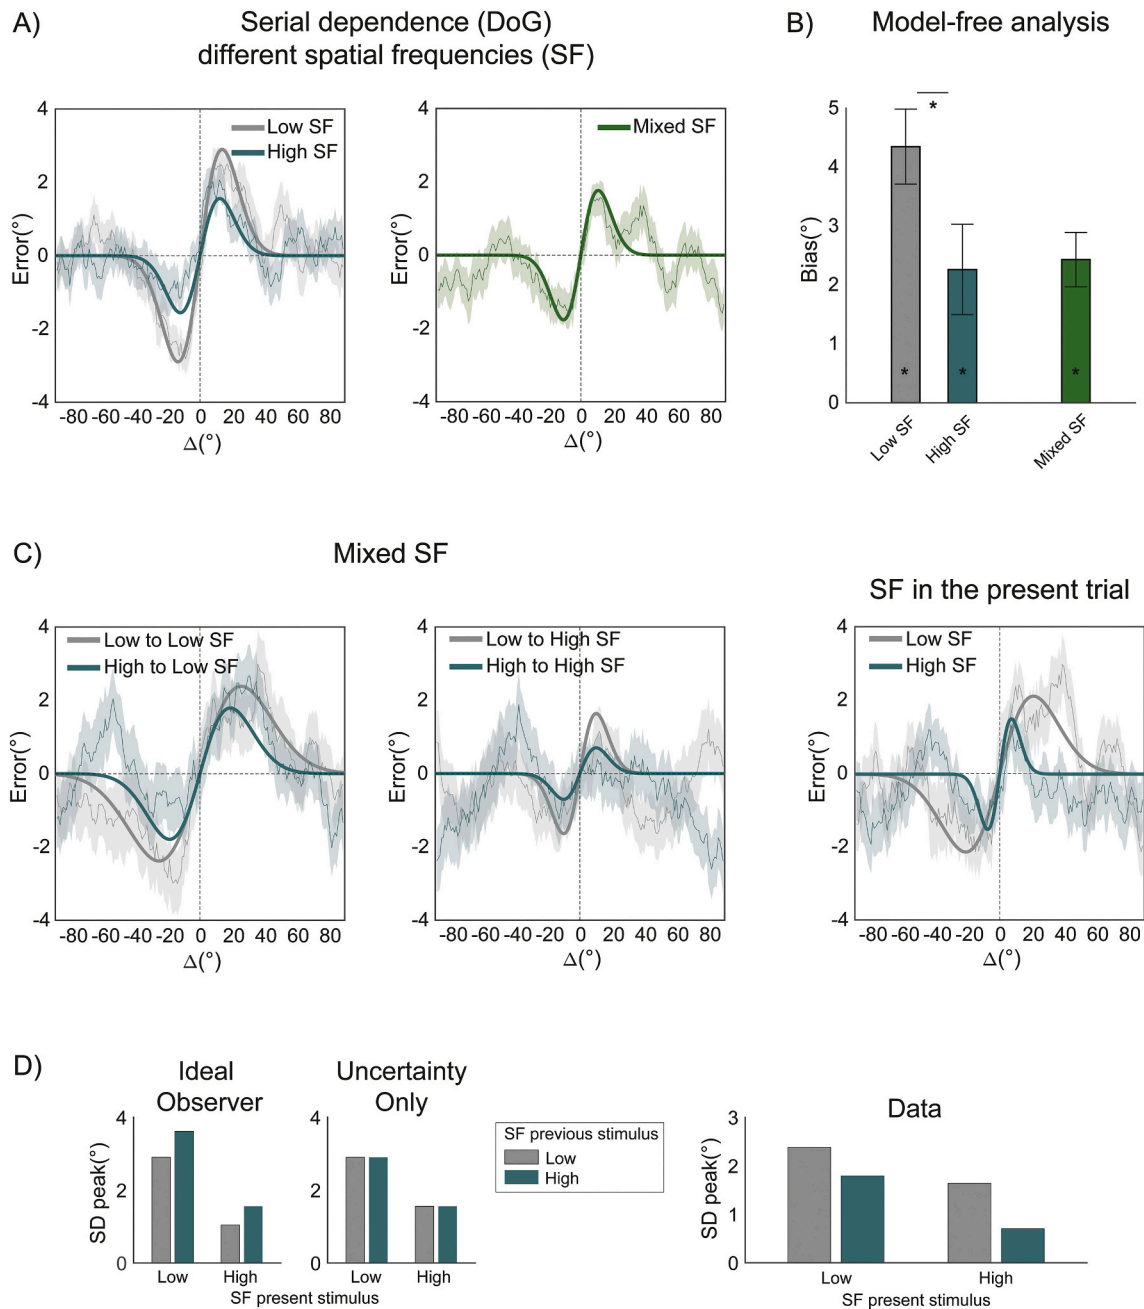 A)
Serial dependence (DoG)
different spatial frequencies (SF)
B)
Model-free analysis
4
2
0
-2
-4
Error(°)
Low SF
High SF
-80 -60 -40 -20 0 20 40 60 80
Δ(°)
4
2
0
-2
-4
Error(°)
Mixed SF
-80 -60 -40 -20 0 20 40 60 80
Δ(°)
5
4
3
2
1
0
Bias(°)
*
* * *
Low SF
High SF
Mixed SF
C)
Mixed SF
SF in the present trial
4
2
0
-2
-4
Error(°)
Low to Low SF
High to Low SF
-80 -60 -40 -20 0 20 40 60 80
Δ(°)
4
2
0
-2
-4
Error(°)
Low to High SF
High to High SF
-80 -60 -40 -20 0 20 40 60 80
Δ(°)
4
2
0
-2
-4
Error(°)
Low SF
High SF
-80 -60 -40 -20 0 20 40 60 80
Δ(°)
D)
Ideal
Observer
4
2
0
SD peak(°)
Low High
Uncertainty
Only
4
2
0
Low High
SF present stimulus
SF previous stimulus
Low
High
Data
3
2
1
0
SD peak(°)
Low High
SF present stimulus